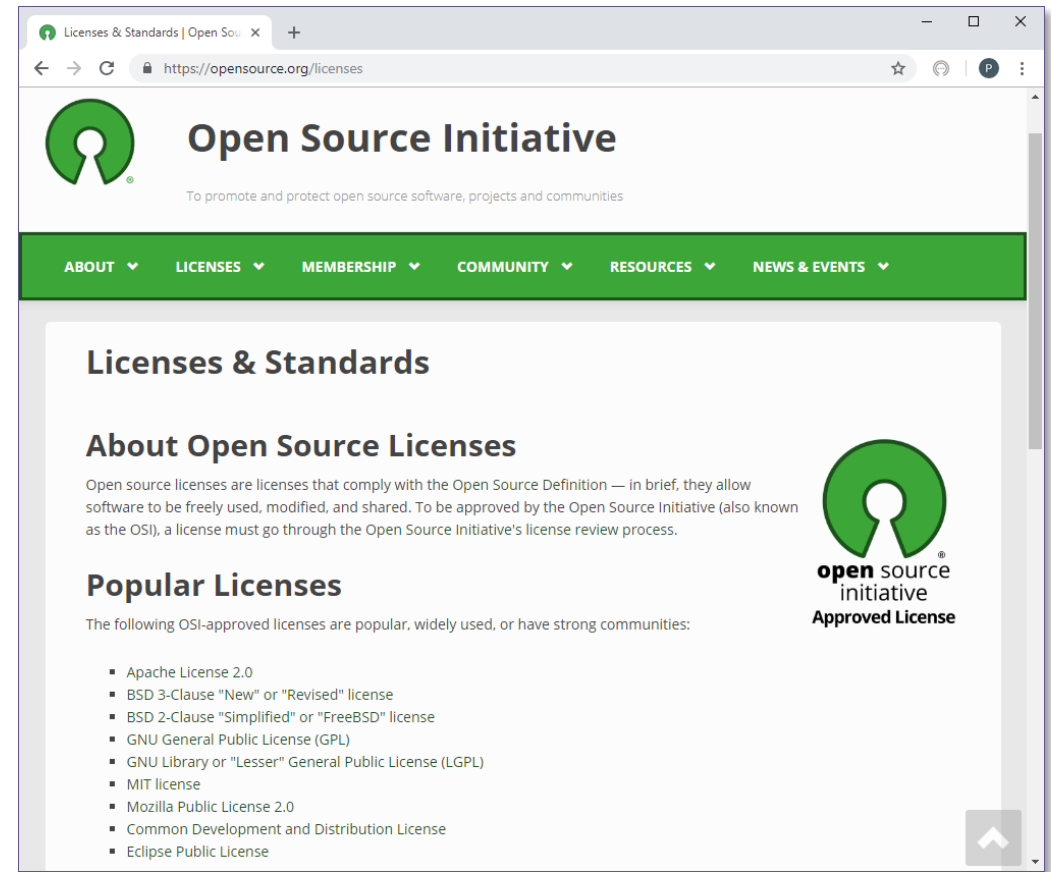 Licenses & Standards | Open Sou
https://opensource.org/licenses
P
Open Source Initiative
®
To promote and protect open source software, projects and communities
ABOUT
LICENSES
MEMBERSHIP
COMMUNITY
RESOURCES
NEWS & EVENTS
Licenses & Standards
About Open Source Licenses
Open source licenses are licenses that comply with the Open Source Definition — in brief, they allow
software to be freely used, modified, and shared. To be approved by the Open Source Initiative (also known
as the OSI), a license must go through the Open Source Initiative's license review process.
®
open source
initiative
Approved License
Popular Licenses
The following OSI-approved licenses are popular, widely used, or have strong communities:
Apache License 2.0
BSD 3-Clause "New" or "Revised" license
BSD 2-Clause "Simplified" or "FreeBSD" license
GNU General Public License (GPL)
GNU Library or "Lesser" General Public License (LGPL)
MIT license
Mozilla Public License 2.0
Common Development and Distribution License
Eclipse Public License